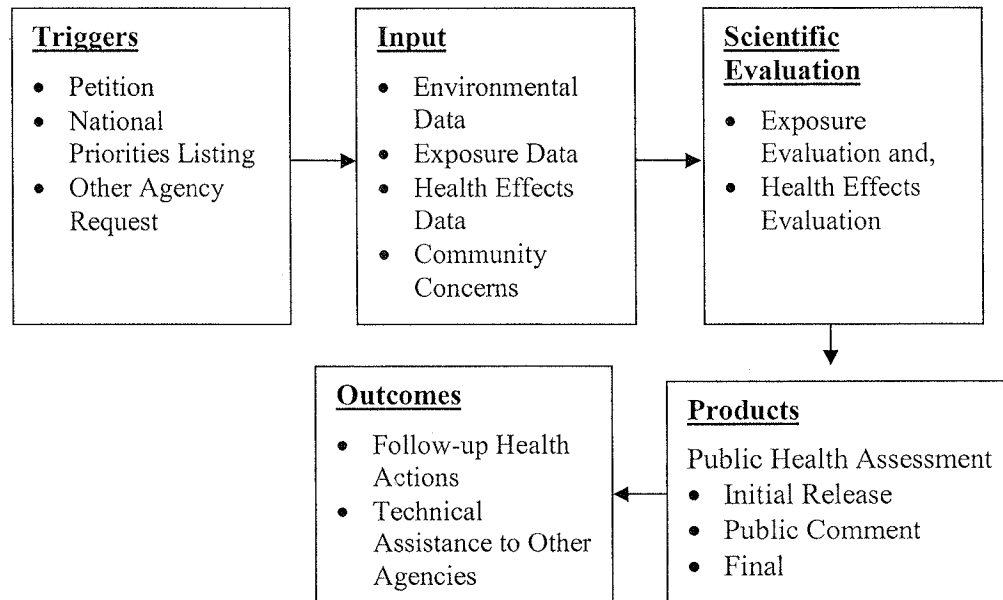 Triggers
• Petition
• National
Priorities Listing
• Other Agency
Request
Input
• Environmental
Data
• Exposure Data
• Health Effects
Data
• Community
Concerns
Scientific
Evaluation
• Exposure
Evaluation and,
• Health Effects
Evaluation
Products
Public Health Assessment
• Initial Release
• Public Comment
• Final
Outcomes
• Follow-up Health
Actions
• Technical
Assistance to Other
Agencies